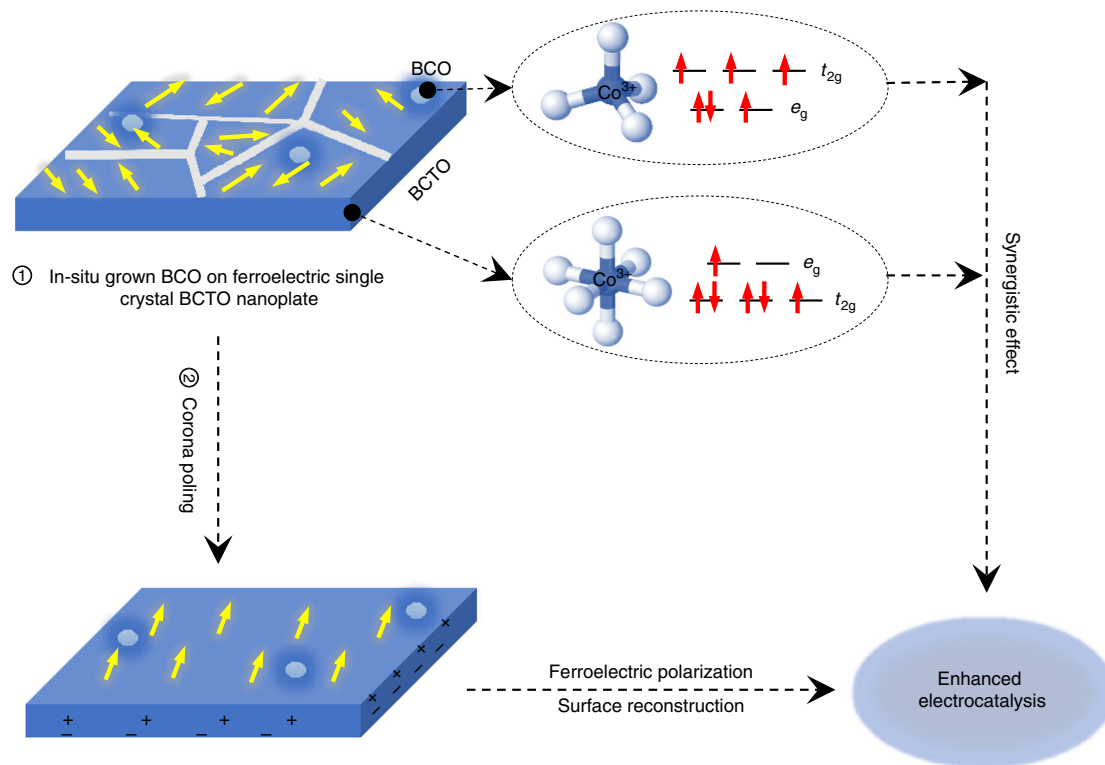 BCO
Co3+
t2g
eg
BCTO
Co3+
eg
t2g
① In-situ grown BCO on ferroelectric single
crystal BCTO nanoplate
Synergistic effect
② Corona poling
+ + + +
– – – –
+ + + +
– – – – –
Ferroelectric polarization
Surface reconstruction
Enhanced
electrocatalysis